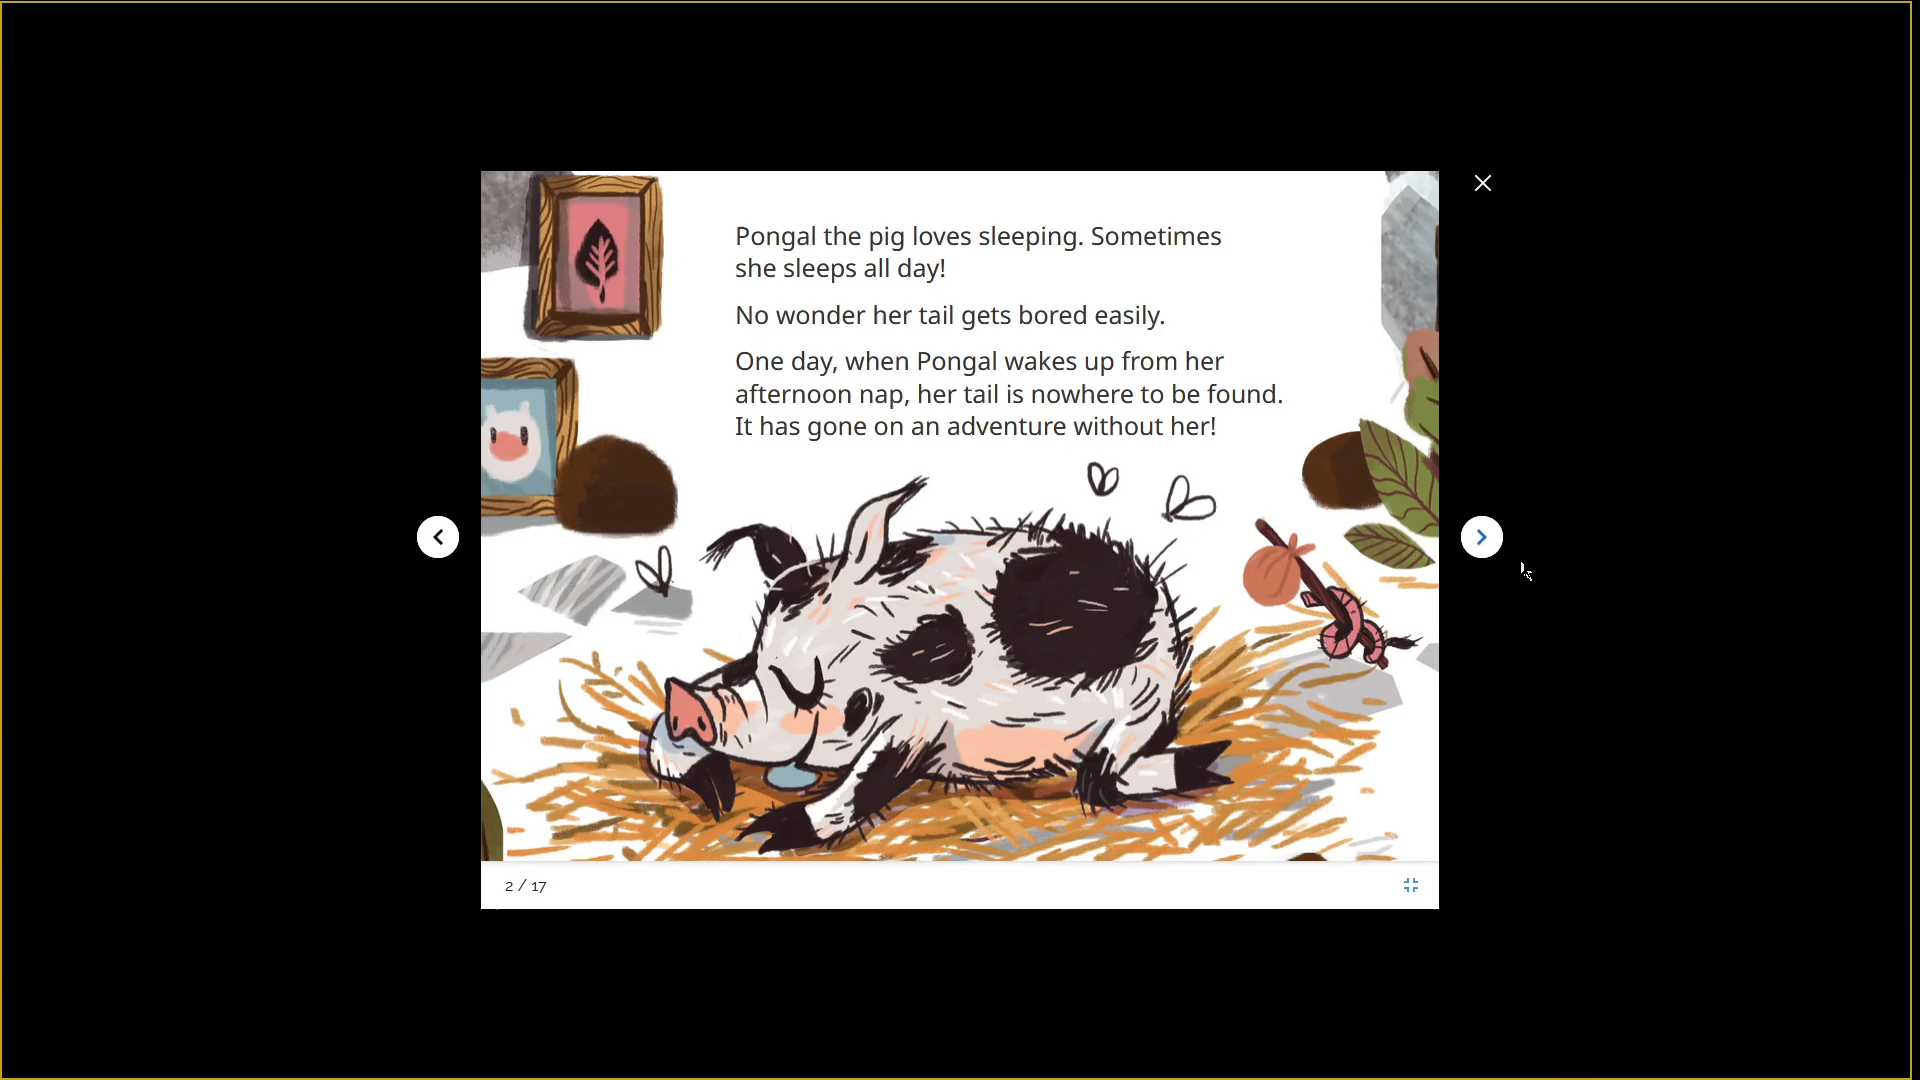 Pongal the pig loves sleeping. Sometimes
she sleeps all day!
No wonder her tail gets bored easily.
One day, when Pongal wakes up from her
afternoon nap, her tail is nowhere to be found.
It has gone on an adventure without her!
2 / 17